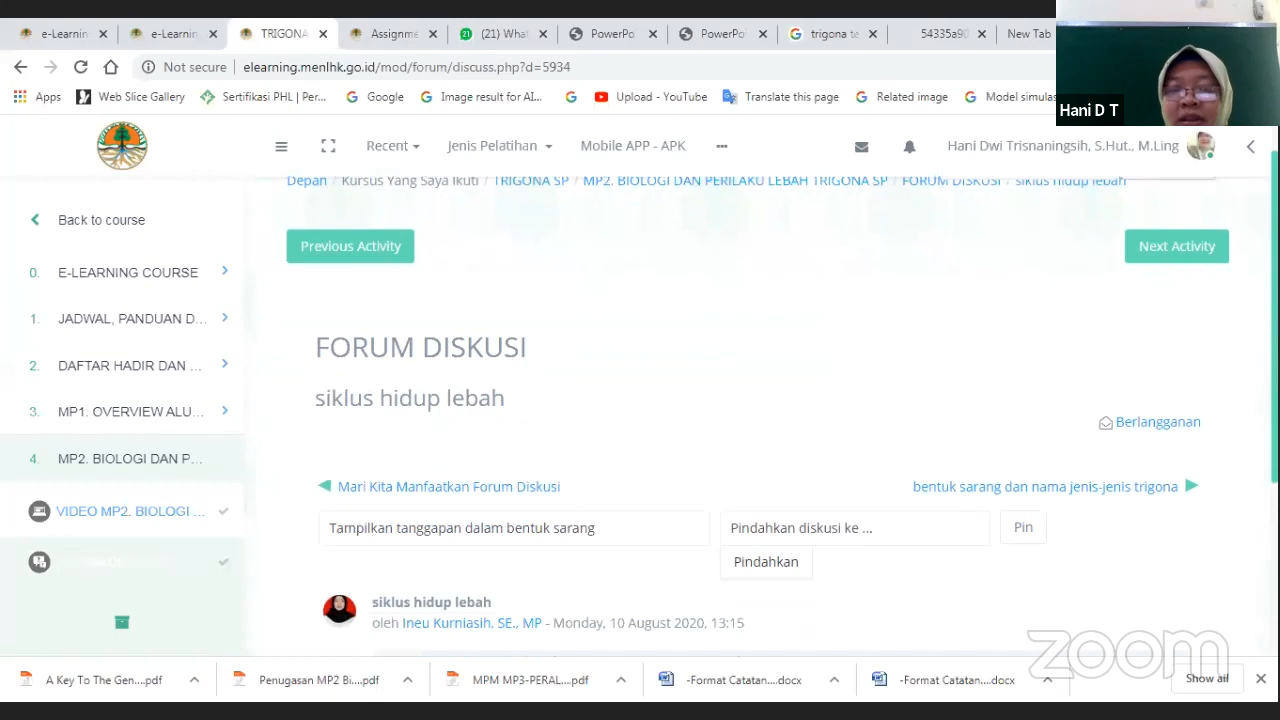 e-Learnin
e-Learnin
TRIGONA
Assignme
(21) What
PowerPo
PowerPoi
trigona te
54335a90
New Tab
Not secure
elearning.menlhk.go.id/mod/forum/discuss.php?d=5934
Apps
Web Slice Gallery
Sertifikasi PHL | Per...
Google
Image result for AI...
Upload - YouTube
Translate this page
Related image
Model simulas
Hani D T
Recent
Jenis Pelatihan
Mobile APP - APK
Hani Dwi Trisnaningsih, S.Hut., M.Ling
Depan / Kursus Yang Saya Ikuti / TRIGONA SP / MP2. BIOLOGI DAN PERILAKU LEBAH TRIGONA SP / FORUM DISKUSI / siklus hidup lebah
Back to course
Previous Activity
Next Activity
0. E-LEARNING COURSE
1. JADWAL, PANDUAN D...
2. DAFTAR HADIR DAN ...
3. MP1. OVERVIEW ALU...
4. MP2. BIOLOGI DAN P...
VIDEO MP2. BIOLOGI ...
FORUM DISKUSI
siklus hidup lebah
Berlangganan
Mari Kita Manfaatkan Forum Diskusi
bentuk sarang dan nama jenis-jenis trigona
Tampilkan tanggapan dalam bentuk sarang
Pindahkan diskusi ke ...
Pin
Pindahkan
siklus hidup lebah
oleh Ineu Kurniasih, SE., MP - Monday, 10 August 2020, 13:15
zoom
A Key To The Gen....pdf
Penugasan MP2 Bi....pdf
MPM MP3-PERAL....pdf
-Format Catatan....docx
-Format Catatan....docx
Show all